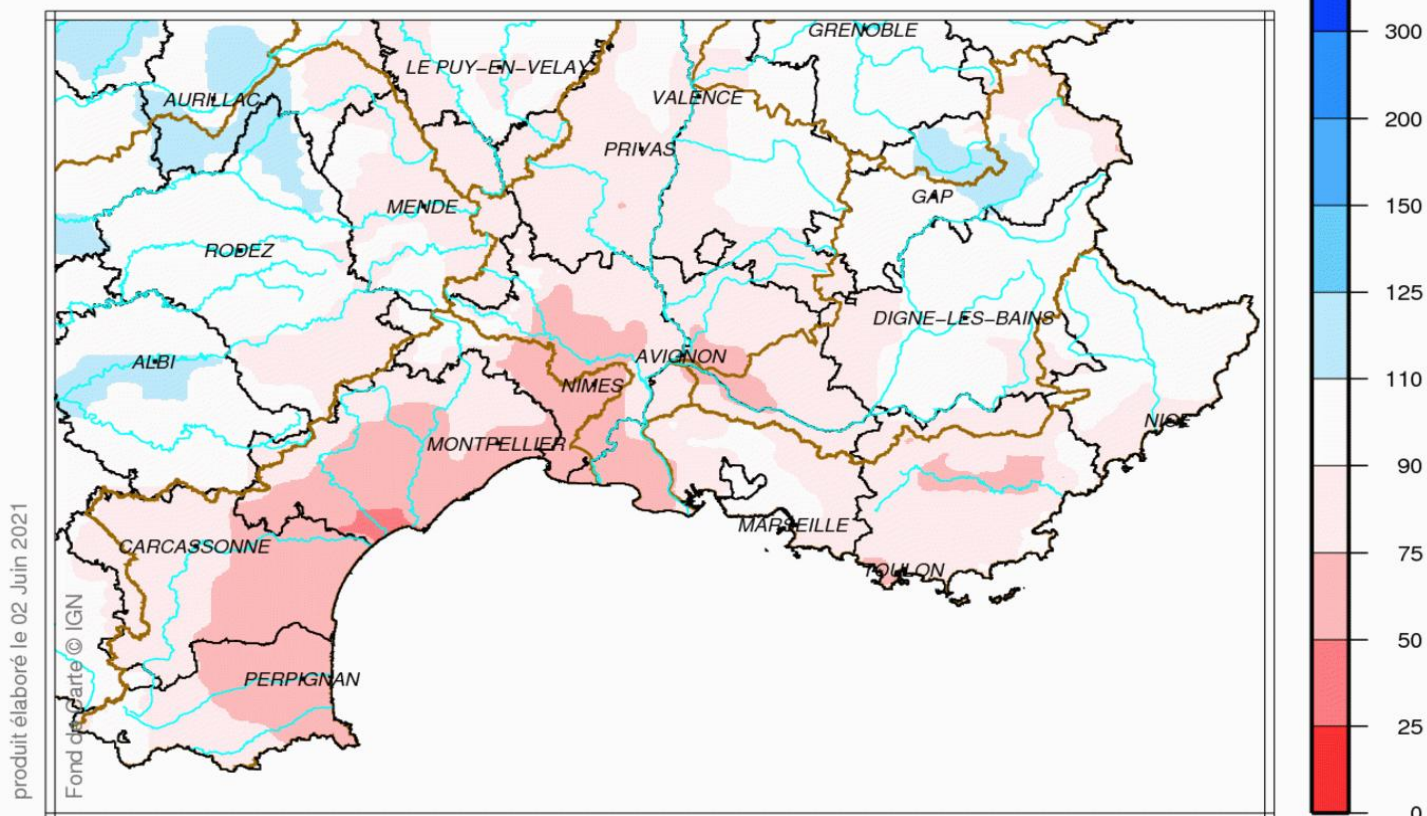 GRENOBLE
LE PUY-EN-VELAY
AURILLAC
VALENCE
PRIVAS
GAP
MENDE
RODEZ
DIGNE-LES-BAINS
ALBI
AVIGNON
NIMES
NICE
MONTPELLIER
MARSEILLE
CARCASSONNE
TOULON
PERPIGNAN
300
200
150
125
110
90
75
50
25
0
produit élaboré le 02 Juin 2021
Fond de Carte © IGN